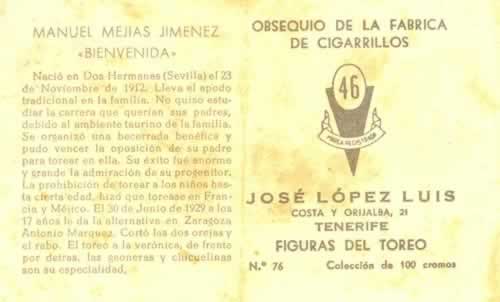 MANUEL MEJIAS JIMENEZ
«BIENVENIDA»
Nació en Dos Hermanas (Sevilla) el 23
de Noviembre de 1912. Lleva el apodo
tradicional en la familia. No quiso estu-
diar la carrera que querían sus padres,
debido al ambiente taurino de la familia.
Se organizó una becerrada benéfica y
pudo vencer la oposición de su padre
para torear en ella. Su éxito fué enorme
y grande la admiración de su progenitor.
La prohibición de torear a los niños has-
ta cierta edad, hizo que torease en Fran-
cia y Méjico. El 30 de Junio de 1929 a los
17 años le da la alternativa en Zaragoza
Antonio Marquez. Cortó las dos orejas y
el rabo. El toreo a la verónica, de frente
por detras, las gaoneras y chicuelinas
son su especialidad.
OBSEQUIO DE LA FABRICA
DE CIGARRILLOS
46
MARCA REGISTRADA
JOSÉ LÓPEZ LUIS
COSTA Y GRIJALBA, 21
TENERIFE
FIGURAS DEL TOREO
N.º 76 Colección de 100 cromos